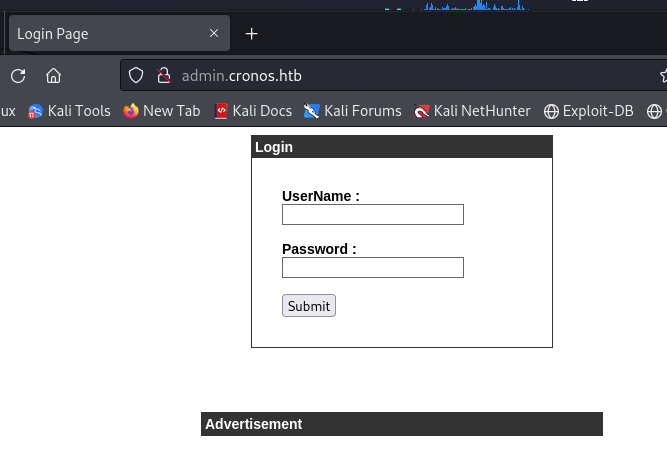 Login Page
admin.cronos.htb
ux Kali Tools New Tab Kali Docs Kali Forums Kali NetHunter Exploit-DB
Login
UserName :
Password :
Submit
Advertisement